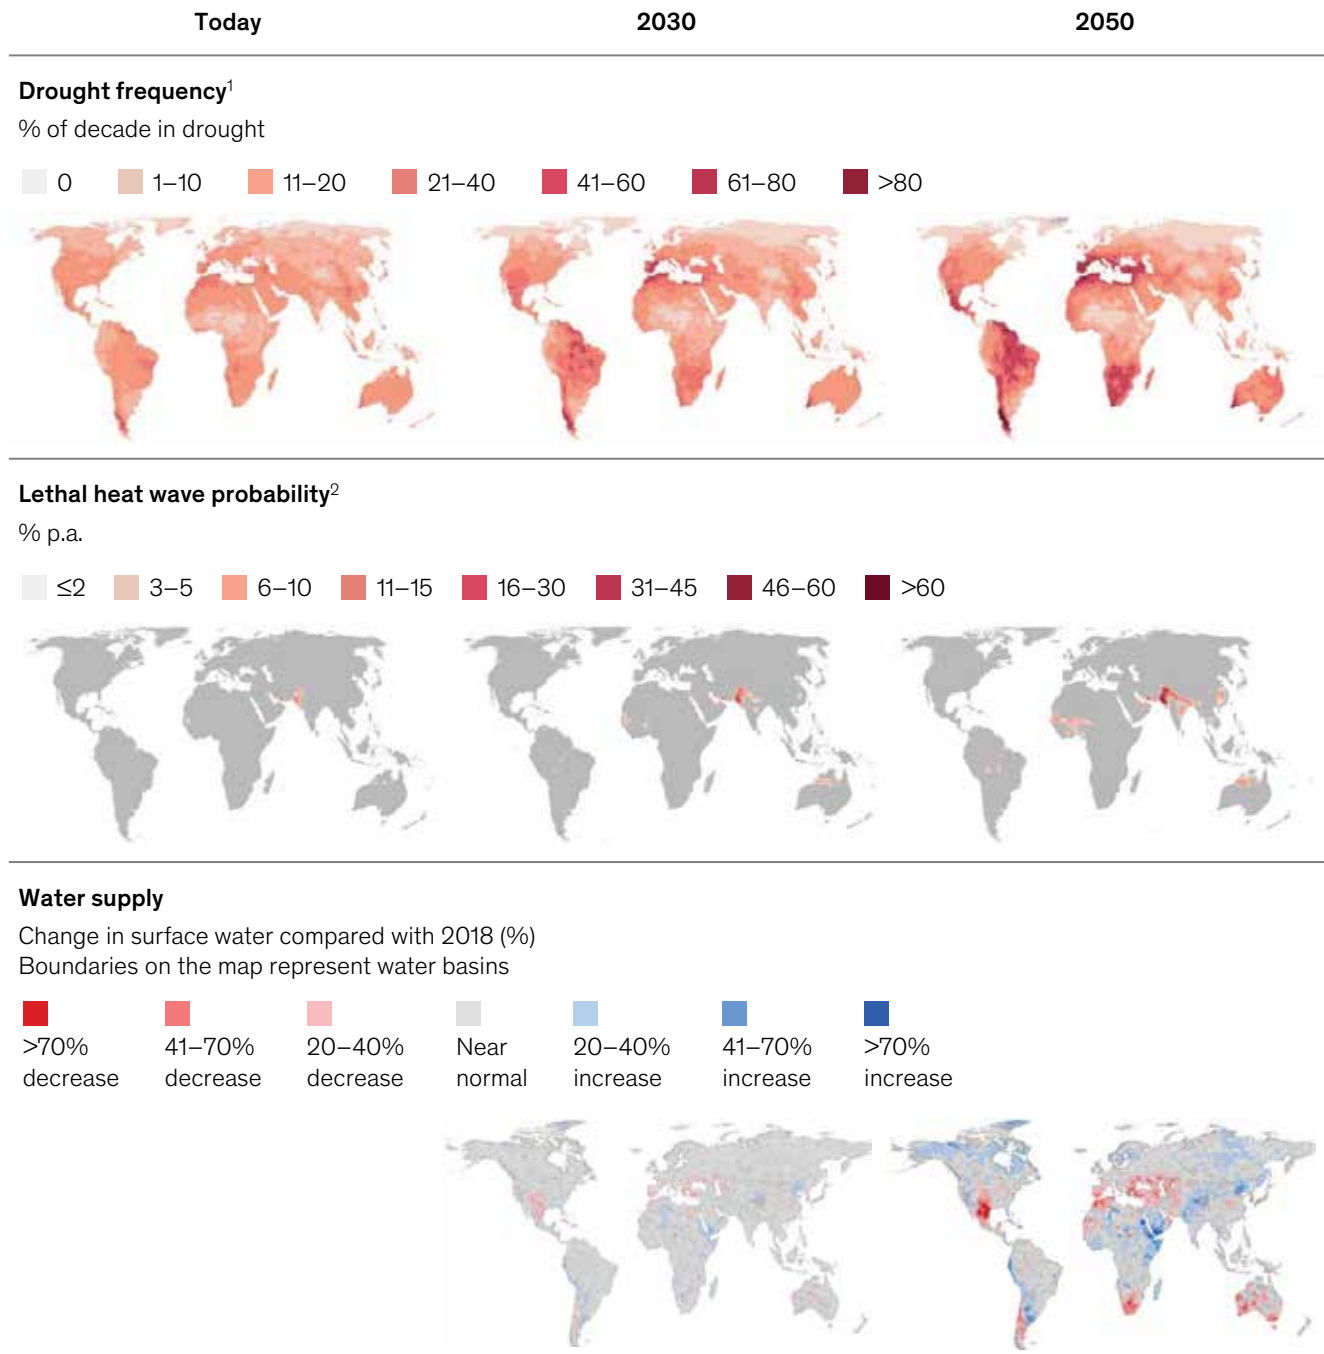 Today 2030 2050
Drought frequency1
% of decade in drought
0 1–10 11–20 21–40 41–60 61–80 >80
Lethal heat wave probability2
% p.a.
≤2 3–5 6–10 11–15 16–30 31–45 46–60 >60
Water supply
Change in surface water compared with 2018 (%)
Boundaries on the map represent water basins
>70% 41–70% 20–40% Near 20–40% 41–70% >70%
decrease decrease decrease normal increase increase increase